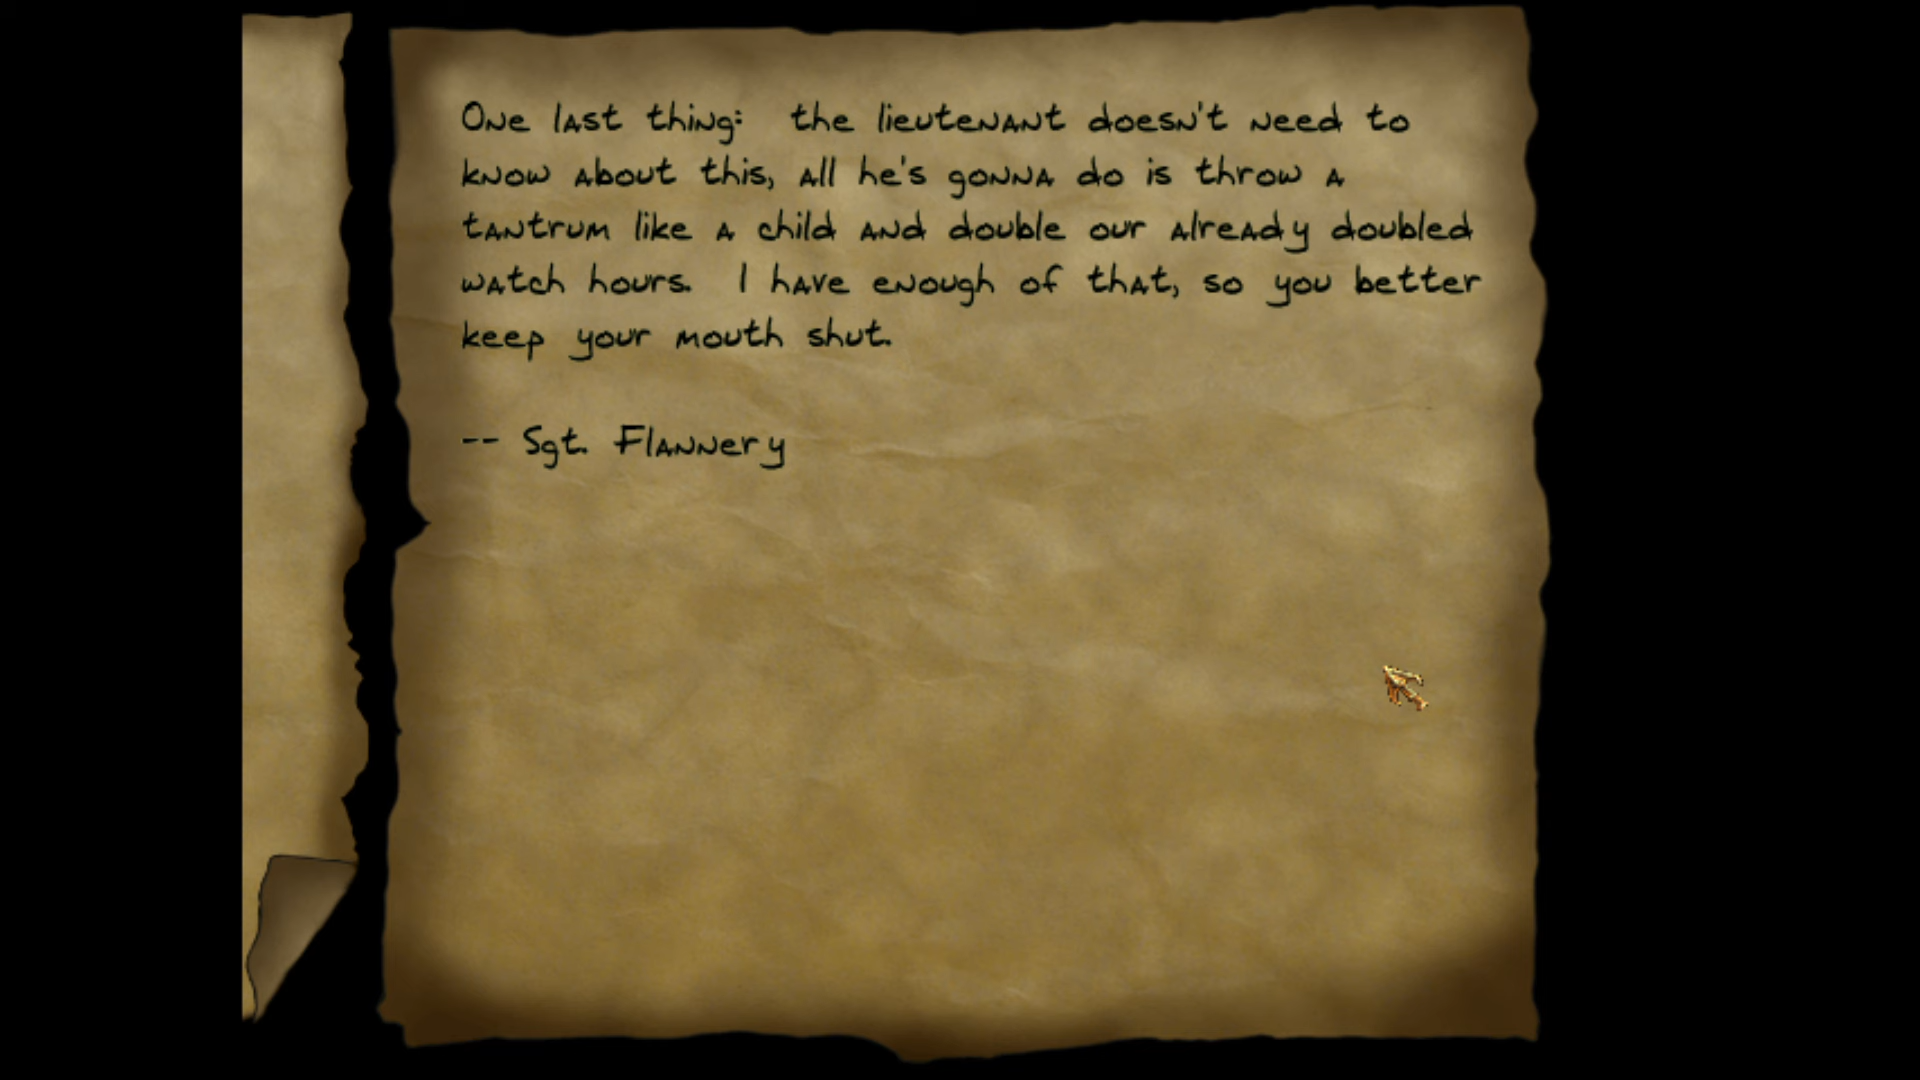 One last thing:  the lieutenant doesn't need to
know about this, all he's gonna do is throw a
tantrum like a child and double our already doubled
watch hours.  I have enough of that, so you better
keep your mouth shut.
-- Sgt. Flannery